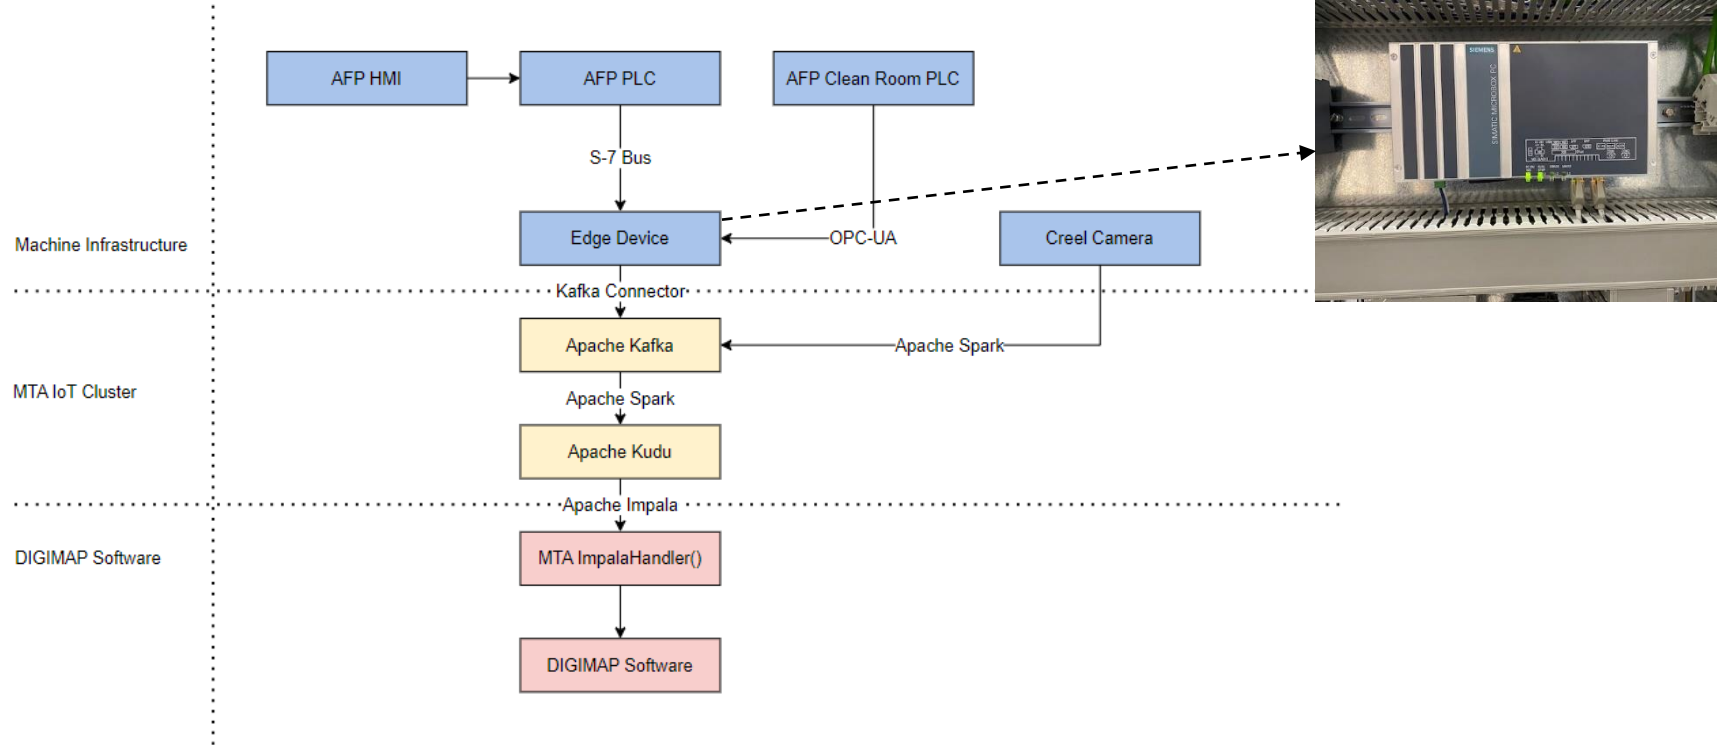 AFP HMI
AFP PLC
AFP Clean Room PLC
SIEMENS
SIMATIC MICROBOX PC
S-7 Bus
Machine Infrastructure
Edge Device
OPC-UA
Creel Camera
Kafka Connector
Apache Kafka
Apache Spark
MTA IoT Cluster
Apache Spark
Apache Kudu
Apache Impala
DIGIMAP Software
MTA ImpalaHandler()
DIGIMAP Software